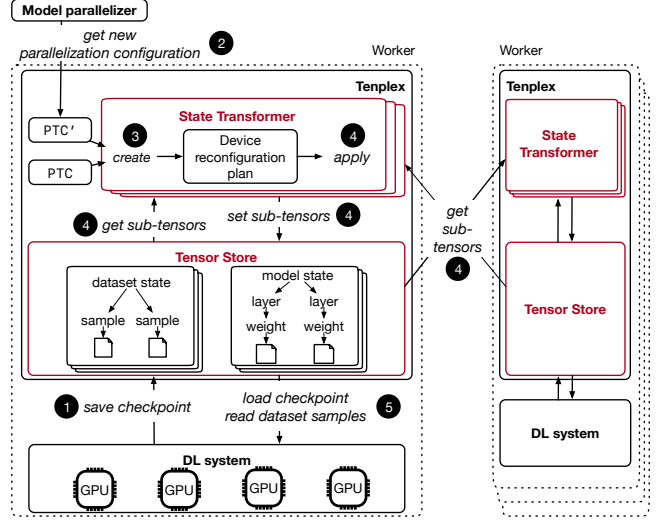 Model parallelizer
get new
parallelization configuration
2
Worker
Tenplex
State Transformer
PTC'
PTC
3
create
Device
reconfiguration
plan
4
apply
4
get sub-tensors
set sub-tensors
4
Tensor Store
dataset state
sample
sample
model state
layer
layer
weight
weight
1
save checkpoint
load checkpoint
read dataset samples
5
DL system
GPU
GPU
GPU
GPU
get
sub-
tensors
4
Worker
Tenplex
State
Transformer
Tensor Store
DL system